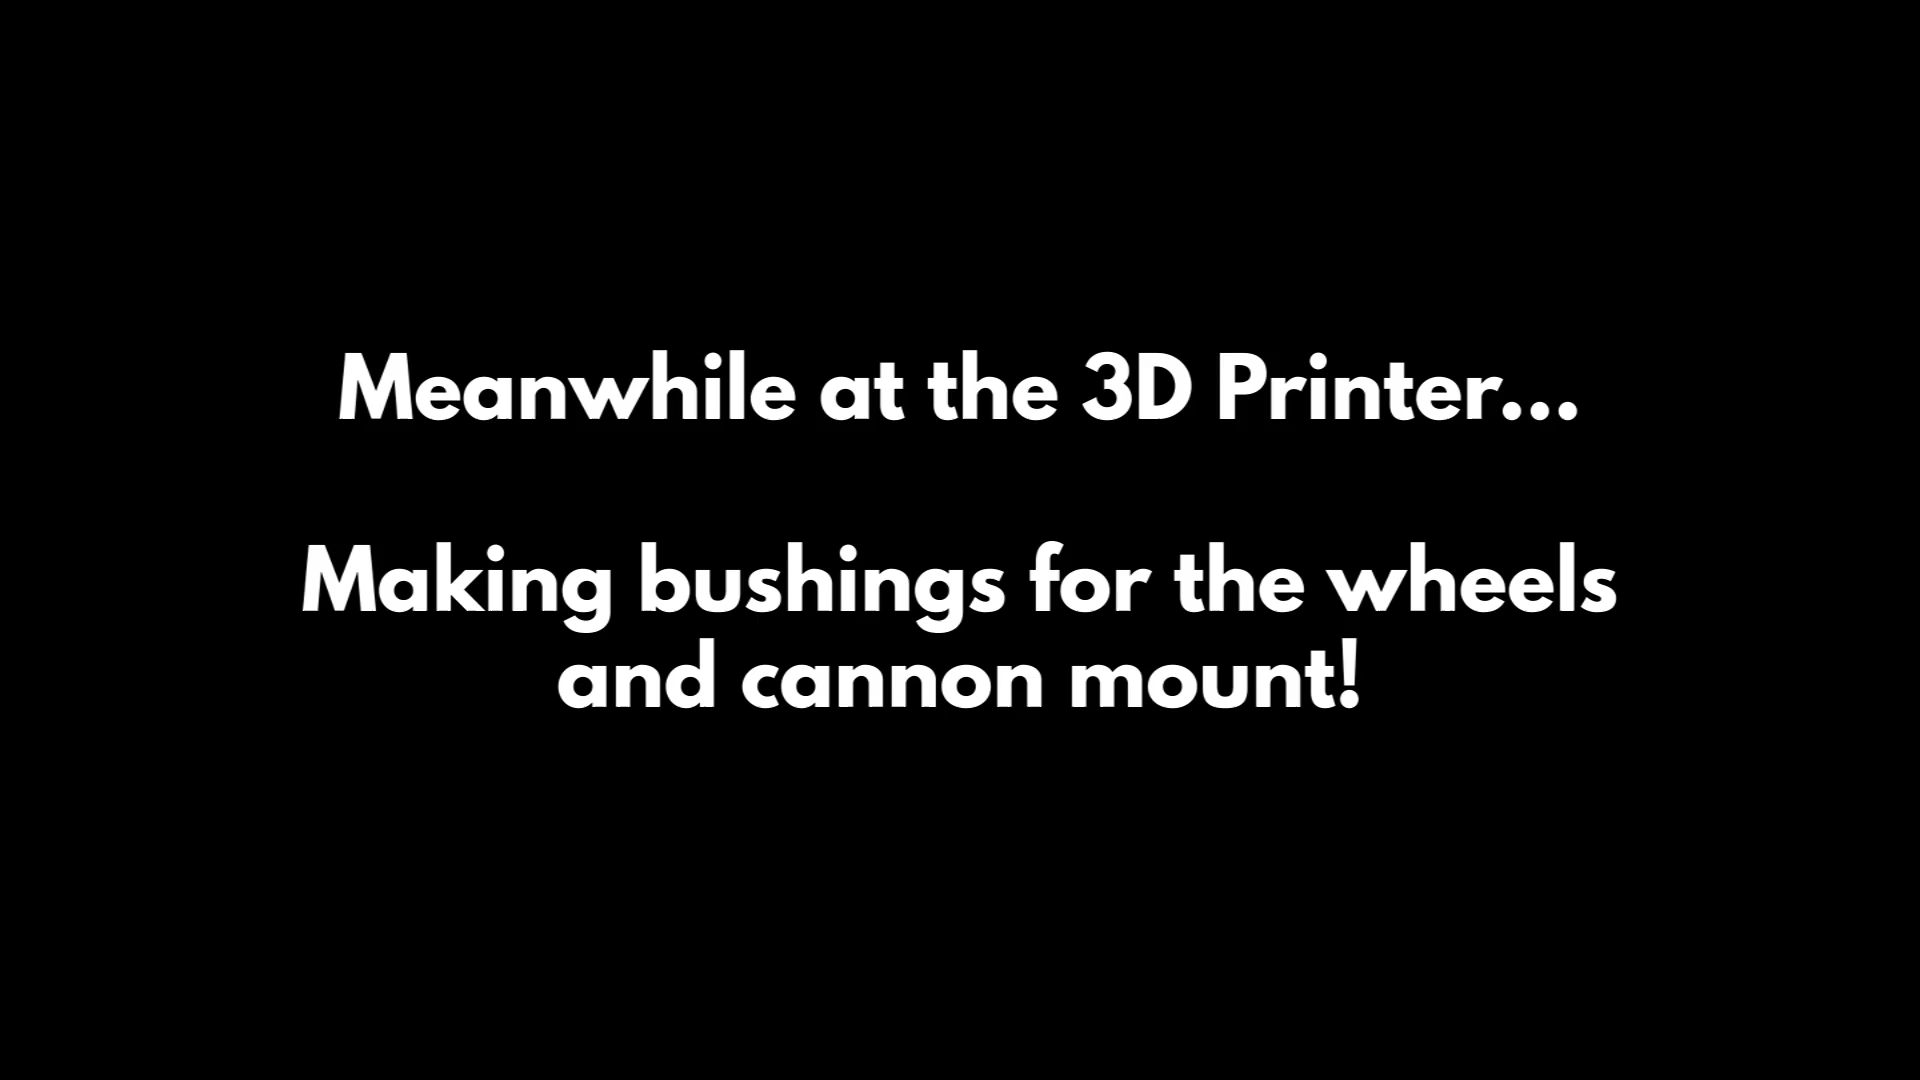 Meanwhile at the 3D Printer...
Making bushings for the wheels
and cannon mount!